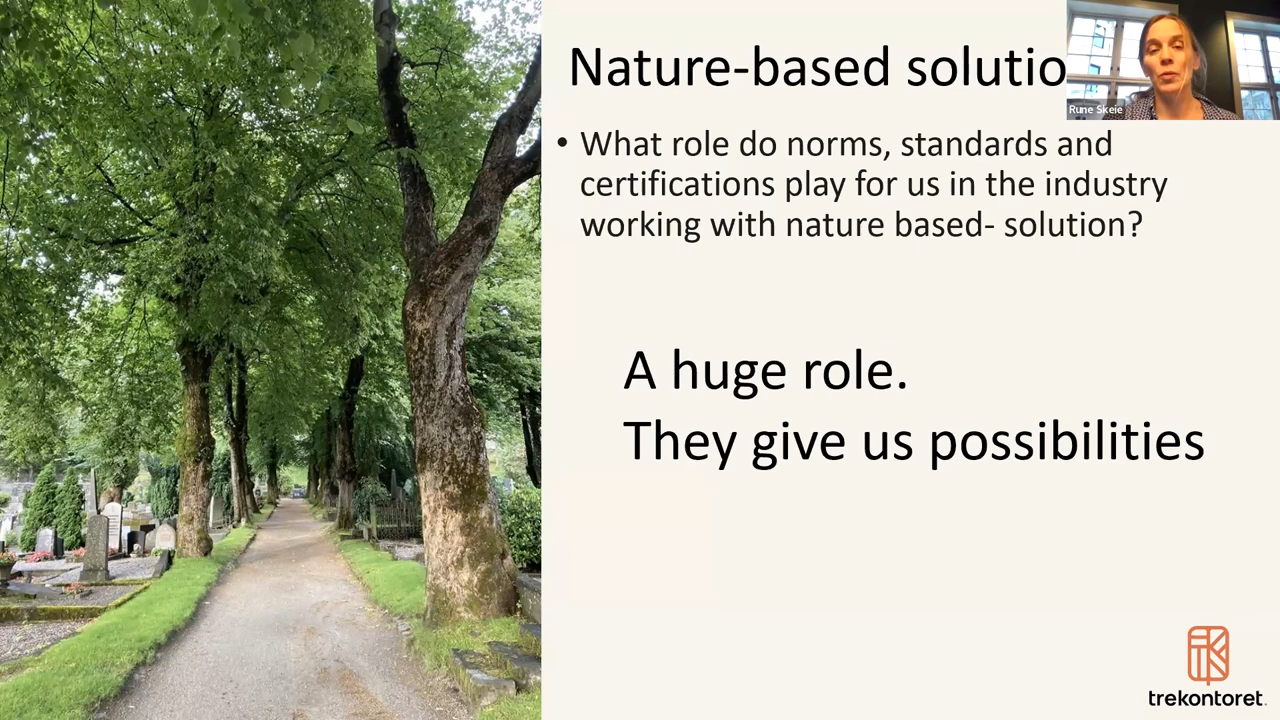 Nature-based solutio
Rune Skeie
• What role do norms, standards and
certifications play for us in the industry
working with nature based- solution?
A huge role.
They give us possibilities
trekontoret.